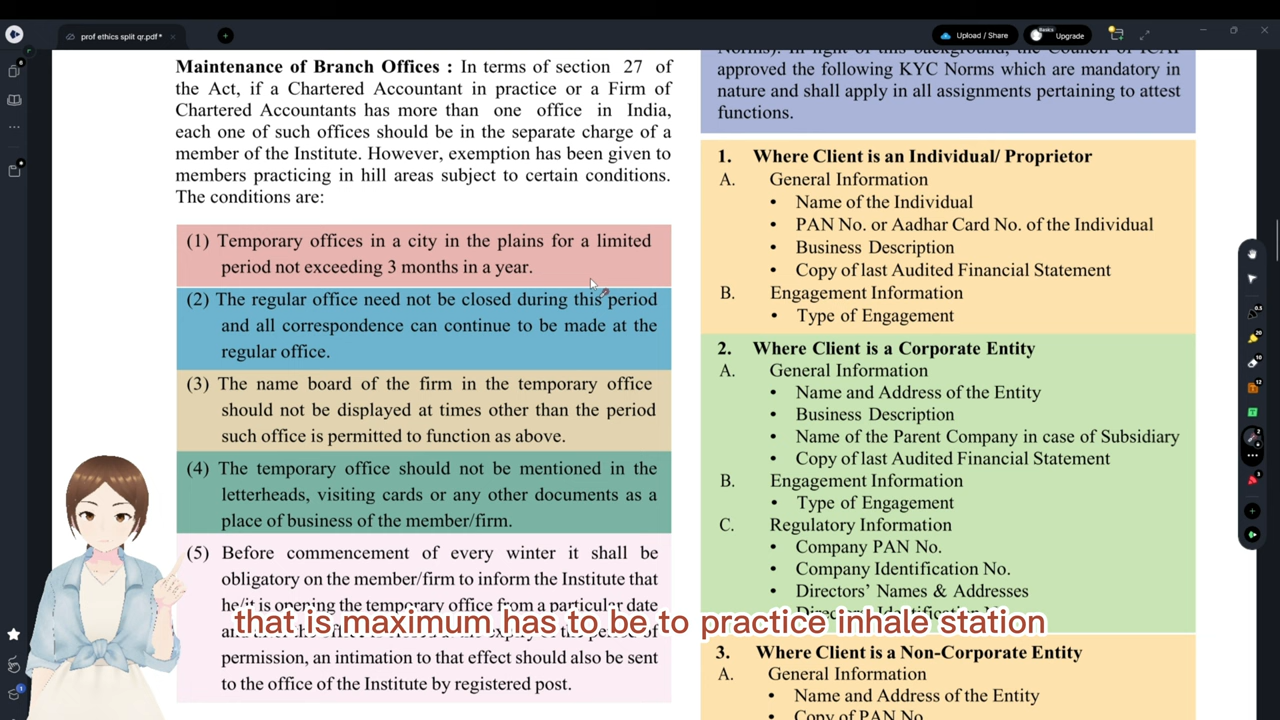 prof ethics split qr.pdf*
Upload / Share
Basics
Upgrade
Maintenance of Branch Offices : In terms of section 27 of
the Act, if a Chartered Accountant in practice or a Firm of
Chartered Accountants has more than one office in India,
each one of such offices should be in the separate charge of a
member of the Institute. However, exemption has been given to
members practicing in hill areas subject to certain conditions.
The conditions are:
(1) Temporary offices in a city in the plains for a limited
period not exceeding 3 months in a year.
(2) The regular office need not be closed during this period
and all correspondence can continue to be made at the
regular office.
(3) The name board of the firm in the temporary office
should not be displayed at times other than the period
such office is permitted to function as above.
(4) The temporary office should not be mentioned in the
letterheads, visiting cards or any other documents as a
place of business of the member/firm.
(5) Before commencement of every winter it shall be
obligatory on the member/firm to inform the Institute that
he/it is opening the temporary office from a particular date
permission, an intimation to that effect should also be sent
to the office of the Institute by registered post.
approved the following KYC Norms which are mandatory in
nature and shall apply in all assignments pertaining to attest
functions.
1. Where Client is an Individual/ Proprietor
A. General Information
• Name of the Individual
• PAN No. or Aadhar Card No. of the Individual
• Business Description
• Copy of last Audited Financial Statement
B. Engagement Information
• Type of Engagement
2. Where Client is a Corporate Entity
A. General Information
• Name and Address of the Entity
• Business Description
• Name of the Parent Company in case of Subsidiary
• Copy of last Audited Financial Statement
B. Engagement Information
• Type of Engagement
C. Regulatory Information
• Company PAN No.
• Company Identification No.
• Directors' Names & Addresses
3. Where Client is a Non-Corporate Entity
A. General Information
• Name and Address of the Entity
• Copy of PAN No.
that is maximum has to be to practice inhale station